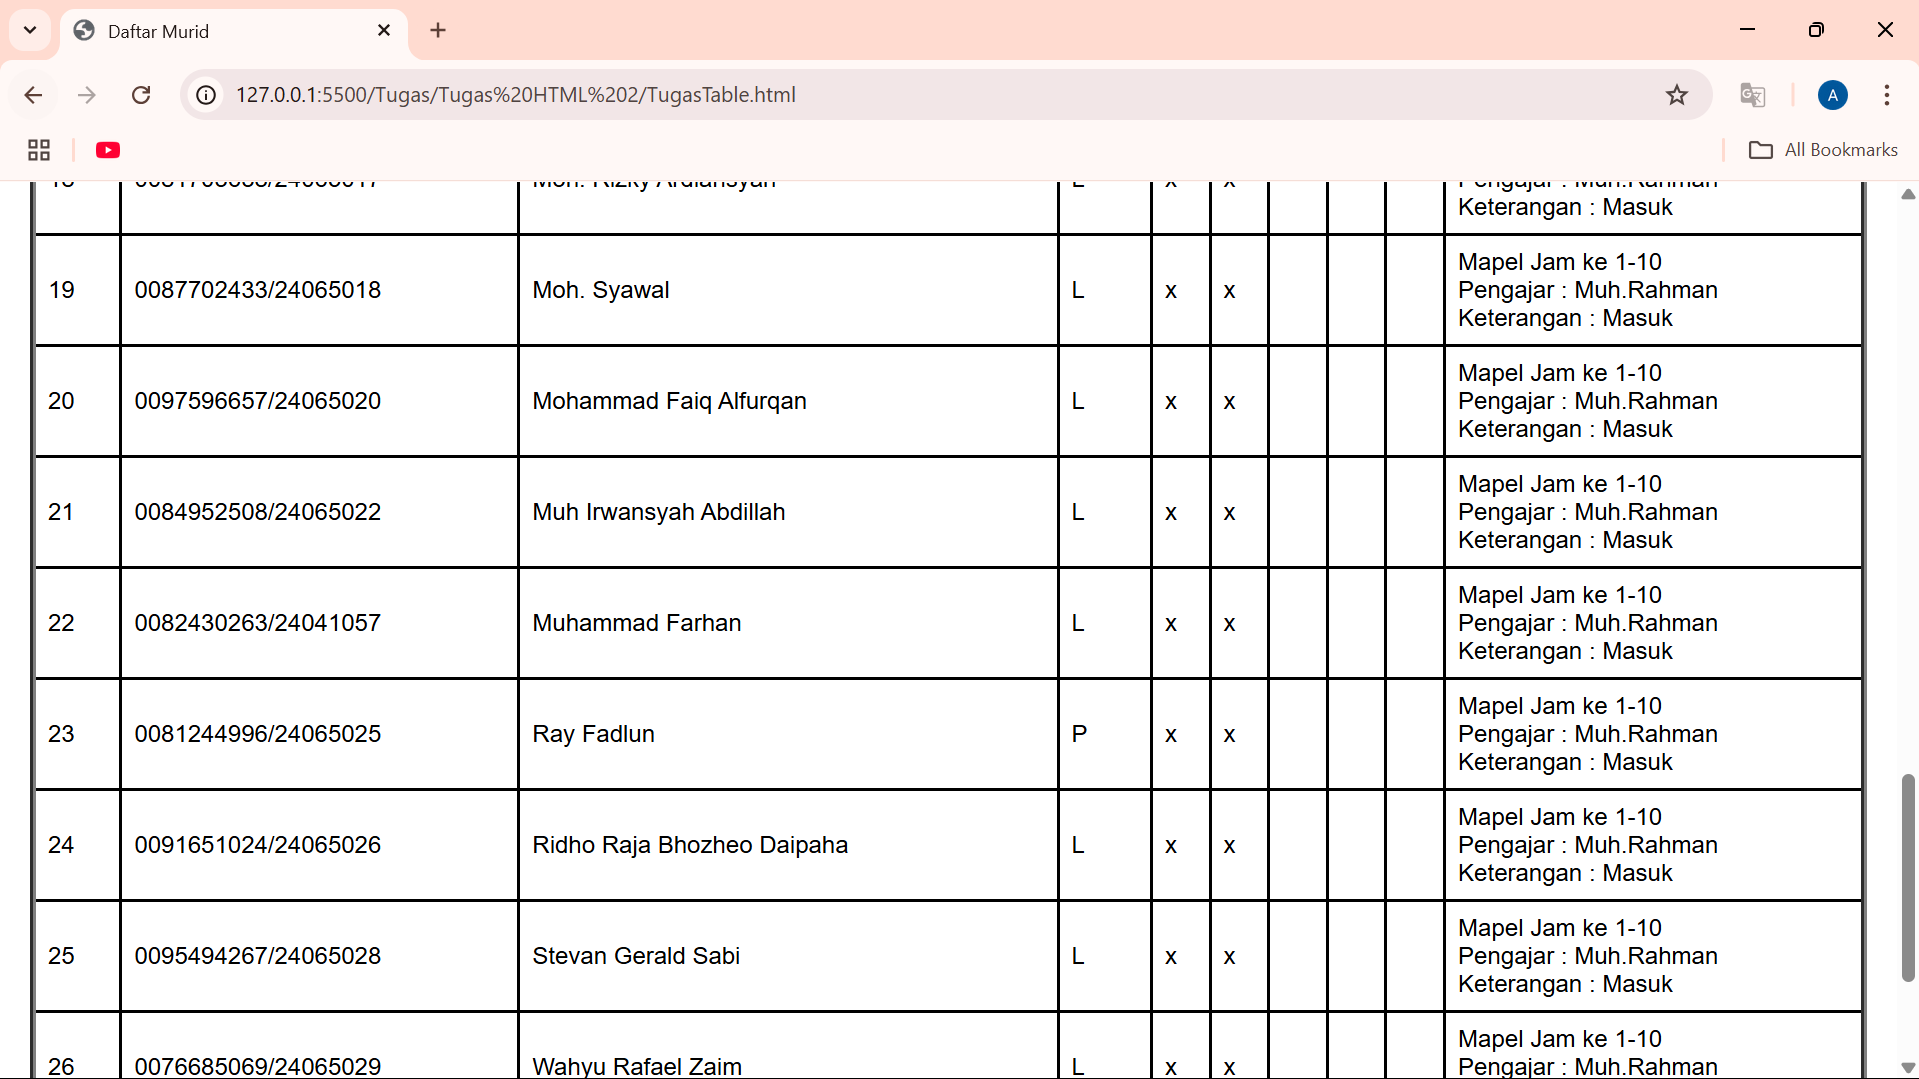 Daftar Murid
127.0.0.1:5500/Tugas/Tugas%20HTML%202/TugasTable.html
A
All Bookmarks
Moh. Rizky Ardiansyah L x x Pengajar : Muh.Rahman
Keterangan : Masuk
Mapel Jam ke 1-10
19 0087702433/24065018 Moh. Syawal L x x Pengajar : Muh.Rahman
Keterangan : Masuk
Mapel Jam ke 1-10
20 0097596657/24065020 Mohammad Faiq Alfurqan L x x Pengajar : Muh.Rahman
Keterangan : Masuk
Mapel Jam ke 1-10
21 0084952508/24065022 Muh Irwansyah Abdillah L x x Pengajar : Muh.Rahman
Keterangan : Masuk
Mapel Jam ke 1-10
22 0082430263/24041057 Muhammad Farhan L x x Pengajar : Muh.Rahman
Keterangan : Masuk
Mapel Jam ke 1-10
23 0081244996/24065025 Ray Fadlun P x x Pengajar : Muh.Rahman
Keterangan : Masuk
Mapel Jam ke 1-10
24 0091651024/24065026 Ridho Raja Bhozheo Daipaha L x x Pengajar : Muh.Rahman
Keterangan : Masuk
Mapel Jam ke 1-10
25 0095494267/24065028 Stevan Gerald Sabi L x x Pengajar : Muh.Rahman
Keterangan : Masuk
Mapel Jam ke 1-10
26 0076685069/24065029 Wahyu Rafael Zaim L x x Pengajar : Muh.Rahman